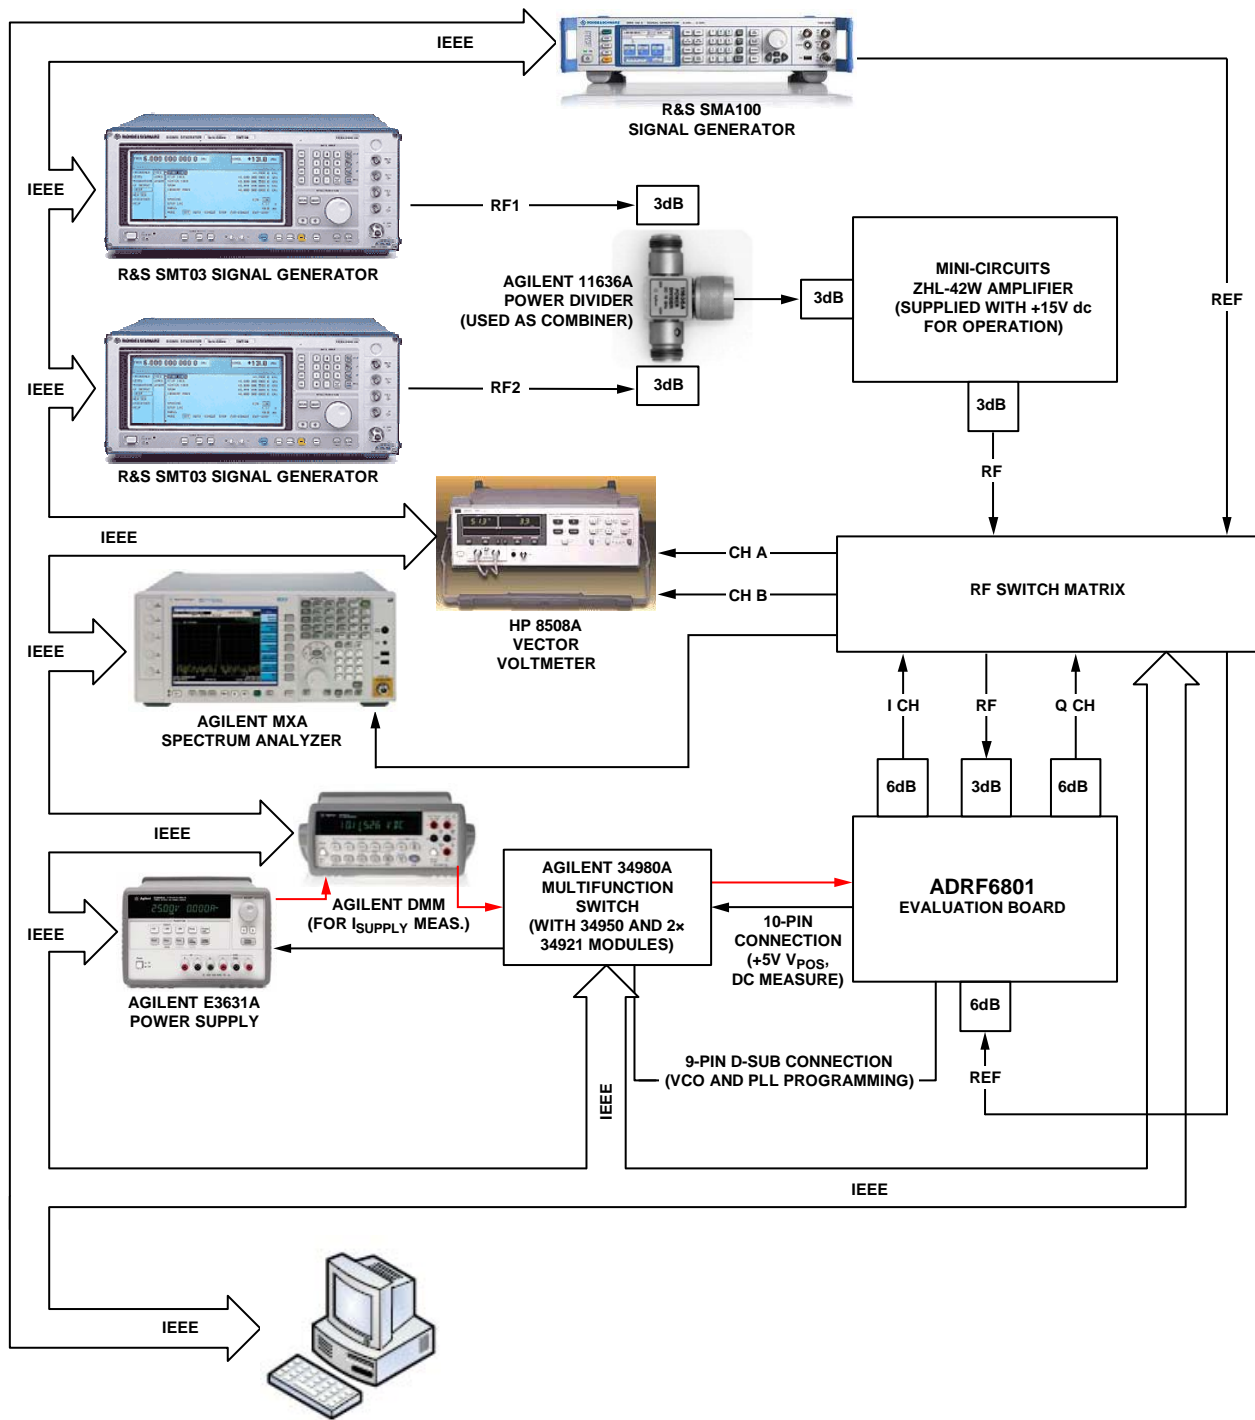 IEEE
R&S SMA100
SIGNAL GENERATOR
IEEE
RF1
3dB
R&S SMT03 SIGNAL GENERATOR
AGILENT 11636A
POWER DIVIDER
(USED AS COMBINER)
3dB
MINI-CIRCUITS
ZHL-42W AMPLIFIER
(SUPPLIED WITH +15V dc
FOR OPERATION)
REF
IEEE
RF2
3dB
3dB
R&S SMT03 SIGNAL GENERATOR
RF
IEEE
CH A
CH B
RF SWITCH MATRIX
HP 8508A
VECTOR
VOLTMETER
IEEE
AGILENT MXA
SPECTRUM ANALYZER
I CH
RF
Q CH
6dB
3dB
6dB
IEEE
AGILENT DMM
(FOR ISUPPLY MEAS.)
AGILENT 34980A
MULTIFUNCTION
SWITCH
(WITH 34950 AND 2×
34921 MODULES)
ADRF6801
EVALUATION BOARD
10-PIN
CONNECTION
(+5V VPOS,
DC MEASURE)
IEEE
AGILENT E3631A
POWER SUPPLY
6dB
9-PIN D-SUB CONNECTION
(VCO AND PLL PROGRAMMING)
REF
IEEE
IEEE
IEEE